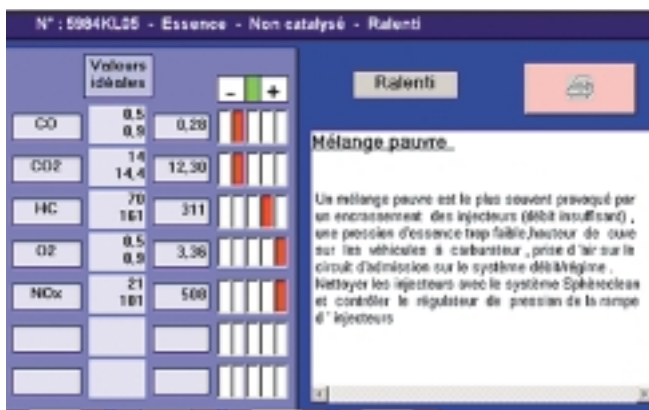 N° : 5984KL05 - Essence - Non catalysé - Ralenti
Valeurs
idéales
- +
CO 0,5 0,9 0,28
CO2 14 14,4 12,30
HC 70 161 311
O2 0,5 0,9 3,36
NOx 21 101 508
Ralenti
Mélange pauvre
Un mélange pauvre est le plus souvent provoqué par
un encrassement des injecteurs (débit insuffisant) ,
une pression d'essence trop faible,hauteur de cuve
sur les véhicules à carburateur , prise d'air sur le
circuit d'admission sur le système débit/régime .
Nettoyer les injecteurs avec le système Sphèreclean
et contrôler le régulateur de pression de la rampe
d ' injecteurs